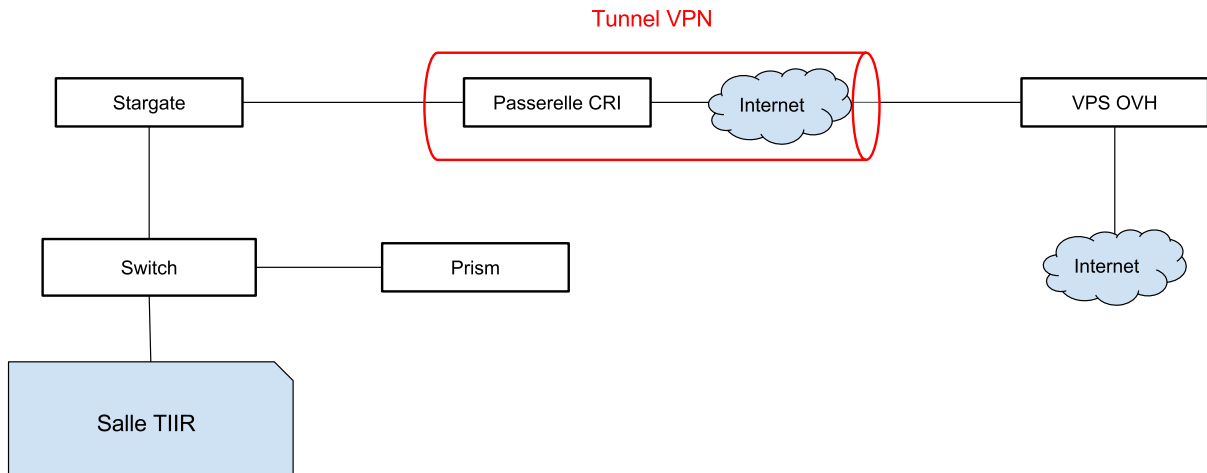 Tunnel VPN
Stargate
Passerelle CRI
Internet
VPS OVH
Switch
Prism
Internet
Salle TIIR